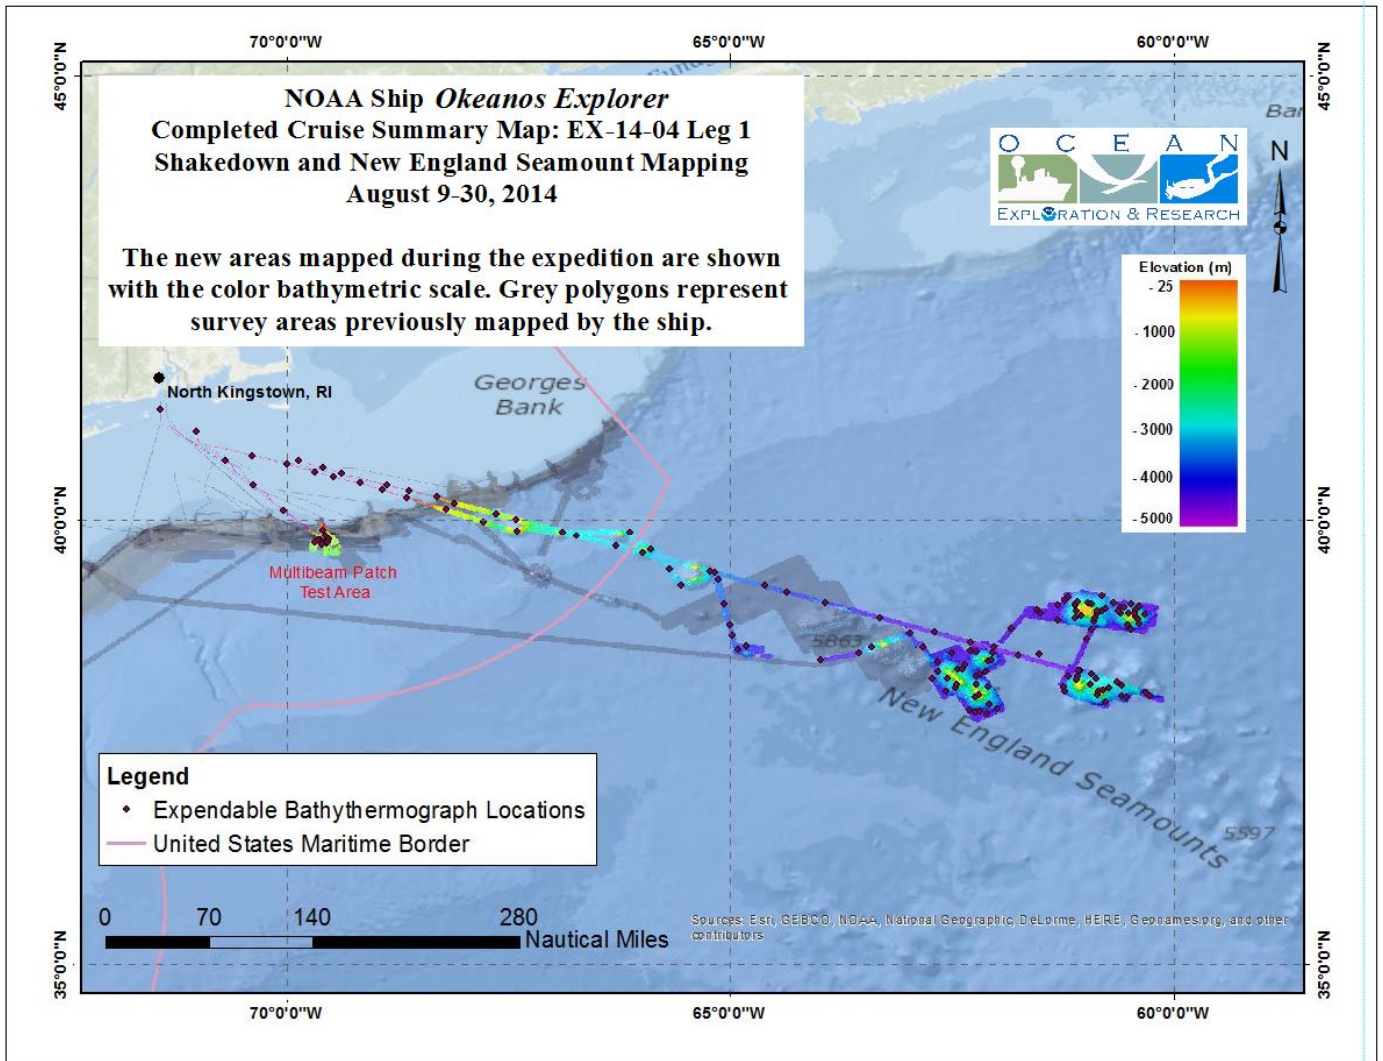 70°0'0"W
65°0'0"W
60°0'0"W
45°0'0"N
45°0'0"N
NOAA Ship Okeanos Explorer
Completed Cruise Summary Map: EX-14-04 Leg 1
Shakedown and New England Seamount Mapping
August 9-30, 2014
The new areas mapped during the expedition are shown
with the color bathymetric scale. Grey polygons represent
survey areas previously mapped by the ship.
OCEAN
EXPLORATION & RESEARCH
N
Elevation (m)
- 25
- 1000
- 2000
- 3000
- 4000
- 5000
North Kingstown, RI
Georges
Bank
40°0'0"N
40°0'0"N
Multibeam Patch
Test Area
5863
New England Seamounts
5597
Legend
Expendable Bathythermograph Locations
United States Maritime Border
0 70 140 280
Nautical Miles
Sources: Esri, GEBCO, NOAA, National Geographic, DeLorme, HERE, Geonames.org, and other
contributors
35°0'0"N
35°0'0"N
70°0'0"W
65°0'0"W
60°0'0"W